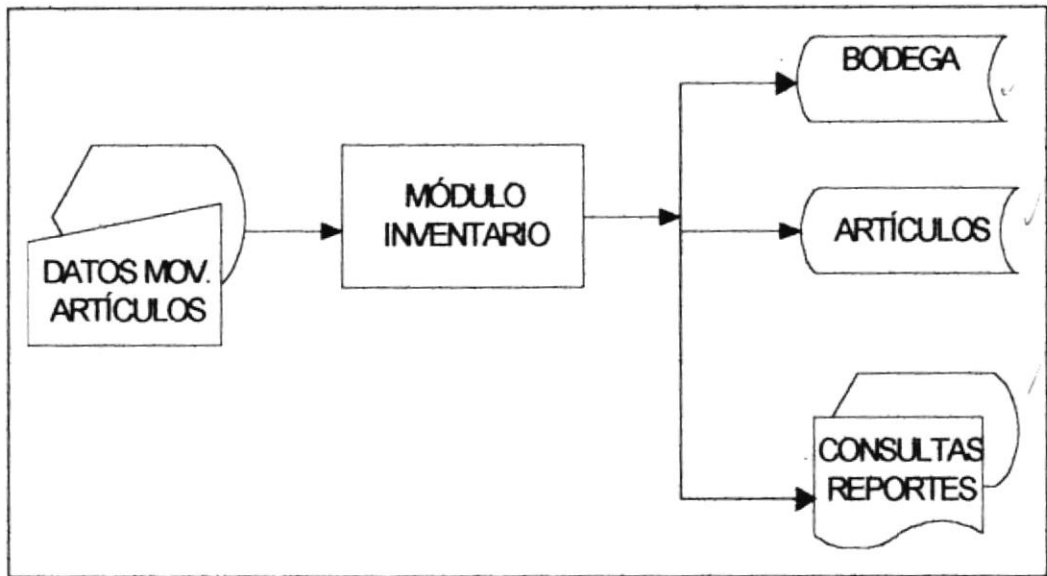 BODEGA
MÓDULO
INVENTARIO
ARTÍCULOS
DATOS MOV.
ARTÍCULOS
CONSULTAS
REPORTES